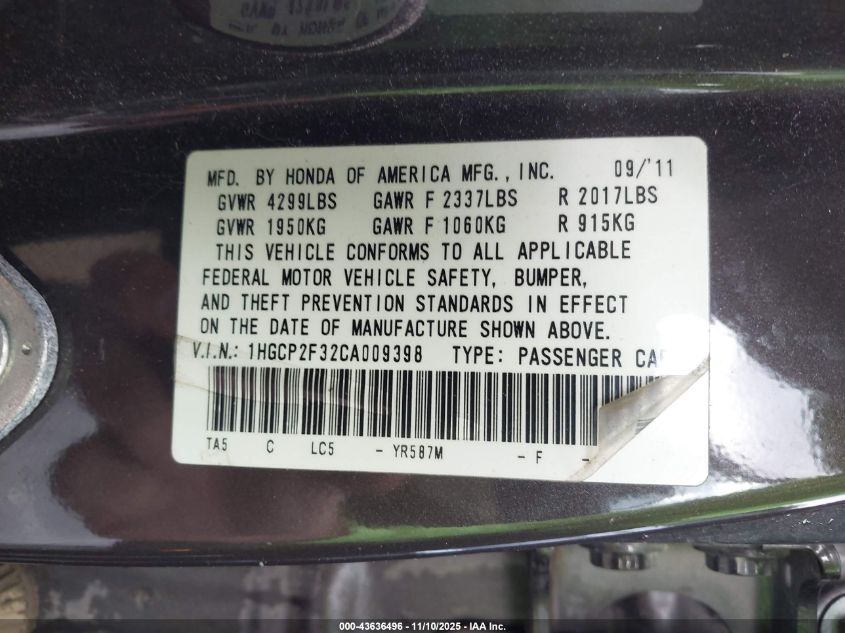 MFD. BY HONDA OF AMERICA MFG., INC. 09/'11
GVWR 4299LBS GAWR F 2337LBS R 2017LBS
GVWR 1950KG GAWR F 1060KG R 915KG
THIS VEHICLE CONFORMS TO ALL APPLICABLE
FEDERAL MOTOR VEHICLE SAFETY, BUMPER,
AND THEFT PREVENTION STANDARDS IN EFFECT
ON THE DATE OF MANUFACTURE SHOWN ABOVE.
V.I.N.: 1HGCP2F32CA009398 TYPE: PASSENGER CA
TA5 C LC5 - YR587M - F -
000-43636496 - 11/10/2025 - IAA Inc.